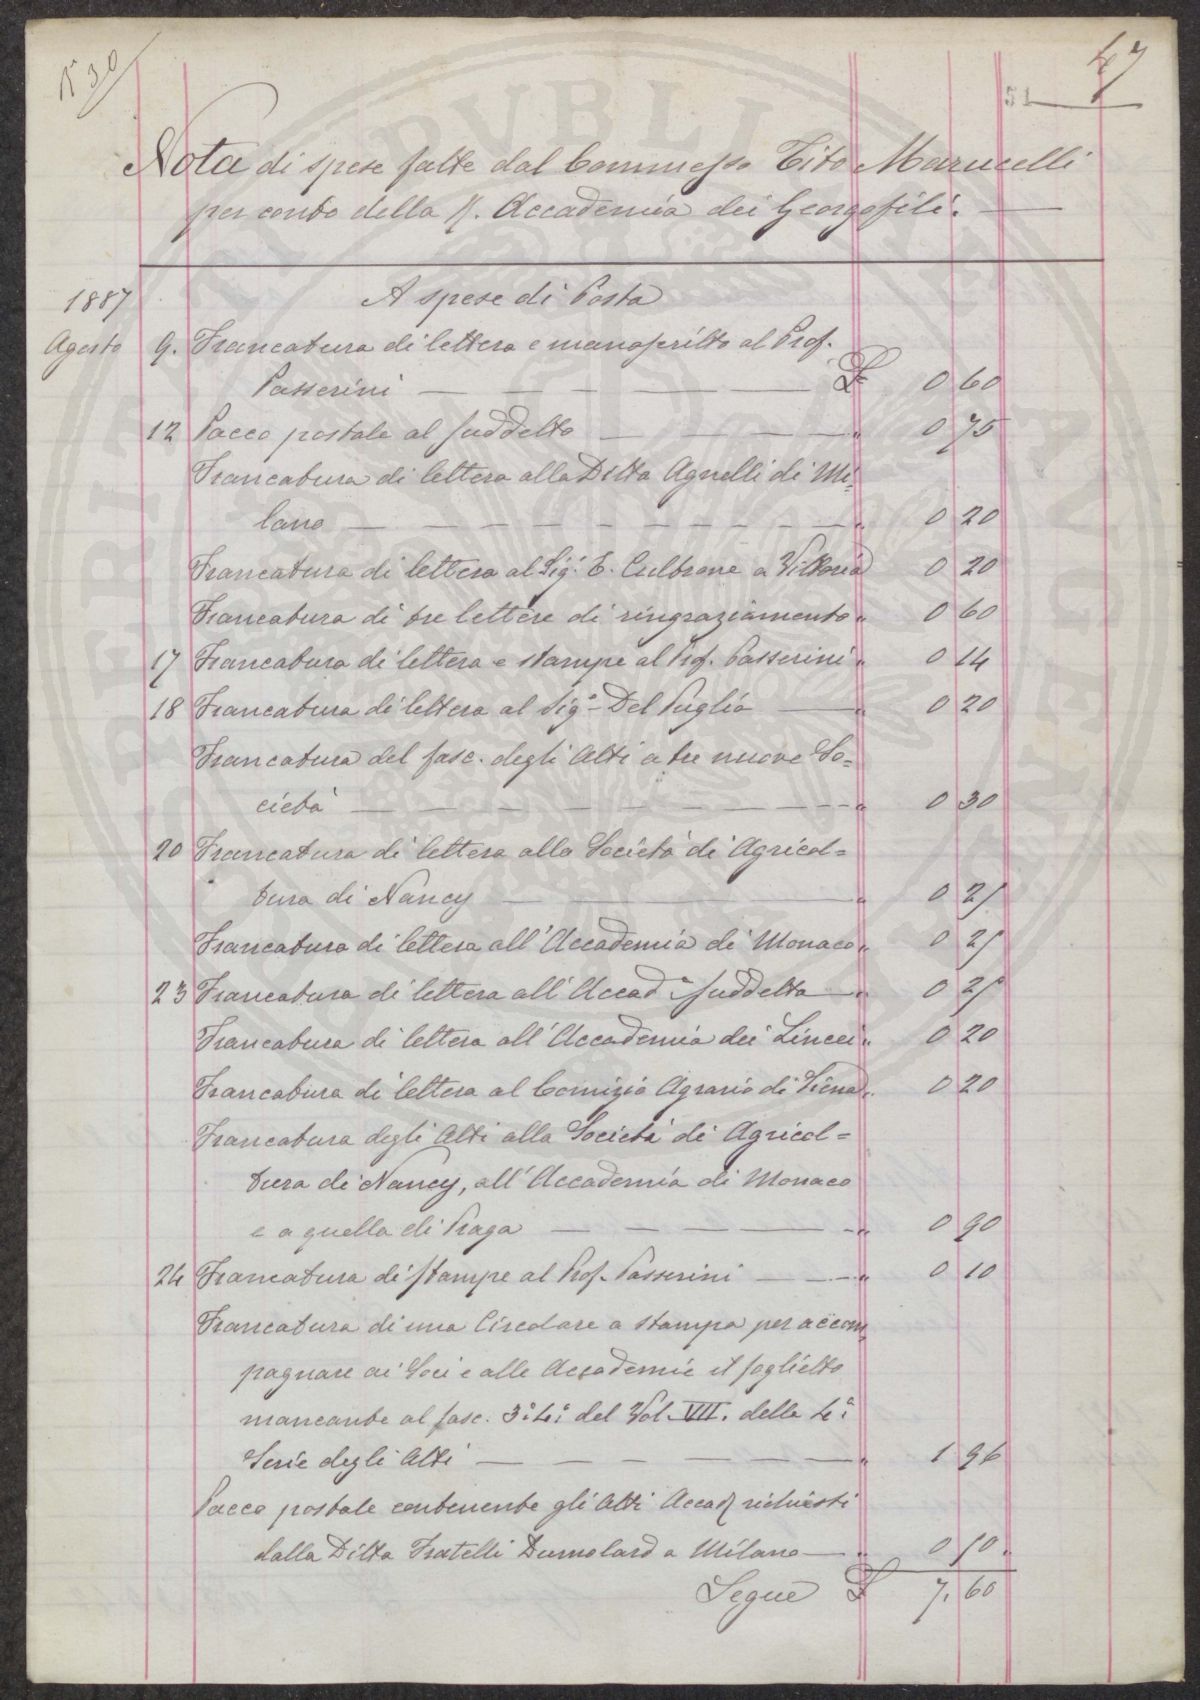 N° 30
47
51
Nota di spese fatte dal Commesso Tito Marucelli
per conto della R. Accademia dei Georgofili.
1887
A spese di Posta
Agosto 9. Francatura di lettera e manoscritto al Prof.
Passerini — — — — — £ 0 60
12 Pacco postale al suddetto — — — — " 0 75
Francatura di lettera alla Ditta Agnelli di Mi=
lano — — — — — — — " 0 20
Francatura di lettera al Sig.r E. Cultrone a Vittoria 0 20
Francatura di tre lettere di ringraziamento " 0 60
17 Francatura di lettera e stampe al Prof. Passerini " 0 14
18 Francatura di lettera al Sig.r Del Puglia — " 0 20
Francatura del fasc. degli Atti a tre nuove So=
cietà — — — — — — — " 0 30
20 Francatura di lettera alla Società di Agricol=
tura di Nancy — — — " 0 25
Francatura di lettera all'Accademia di Monaco " 0 25
23 Francatura di lettera all'Accad.a suddetta — " 0 25
Francatura di lettera all'Accademia dei Lincei " 0 20
Francatura di lettera al Comizio Agrario di Siena " 0 20
Francatura degli Atti alla Società di Agricol=
tura di Nancy, all'Accademia di Monaco
e a quella di Praga — — — — " 0 90
24 Francatura di stampe al Prof. Passerini — — " 0 10
Francatura di una Circolare a stampa per accom
pagnare ai Soci e alle Accademie il foglietto
mancante al fasc. 3.° 4.° del Vol. VII. della 4.a
Serie degli Atti — — — — — — " 1 96
Pacco postale contenente gli Atti Accad. richiesti
dalla Ditta Fratelli Dumolard a Milano — " 0 50.
Segue £ 7. 60